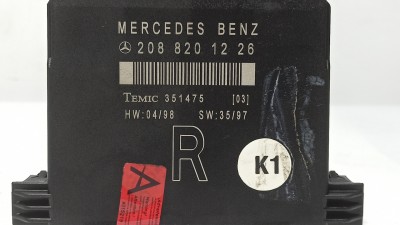 MERCEDES BENZ
208 820 12 26
TEMIC 351475 [03]
HW:04/98 SW:35/97
R
K1
A